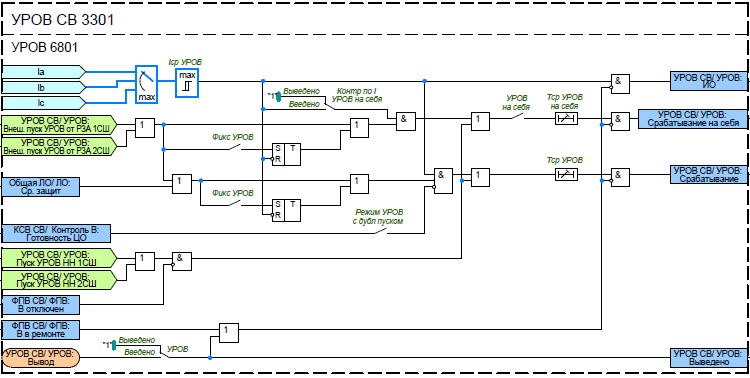 УРОВ СВ 3301
УРОВ 6801
Iср УРОВ
Ia
Ib
Ic
max
max
"1"
Выведено
Введено
Контр по I
УРОВ на себя
УРОВ
на себя
Tср УРОВ
на себя
&
УРОВ СВ/ УРОВ:
ИО
УРОВ СВ/ УРОВ:
Внеш. пуск УРОВ от РЗА 1СШ
УРОВ СВ/ УРОВ:
Внеш. пуск УРОВ от РЗА 2СШ
1
Фикс УРОВ
S
T
R
1
&
1
&
УРОВ СВ/ УРОВ:
Срабатывание на себя
Общая ЛО/ ЛО:
Ср. защит
1
1
Фикс УРОВ
S
T
R
1
&
1
Tср УРОВ
&
УРОВ СВ/ УРОВ:
Срабатывание
Режим УРОВ
с дубл пуском
КСВ СВ/ Контроль В:
Готовность ЦО
УРОВ СВ/ УРОВ:
Пуск УРОВ НН 1СШ
УРОВ СВ/ УРОВ:
Пуск УРОВ НН 2СШ
1
&
ФПВ СВ/ ФПВ:
В отключен
ФПВ СВ/ ФПВ:
В в ремонте
1
УРОВ СВ/ УРОВ:
Вывод
"1"
Выведено
Введено
УРОВ
УРОВ СВ/ УРОВ:
Выведено